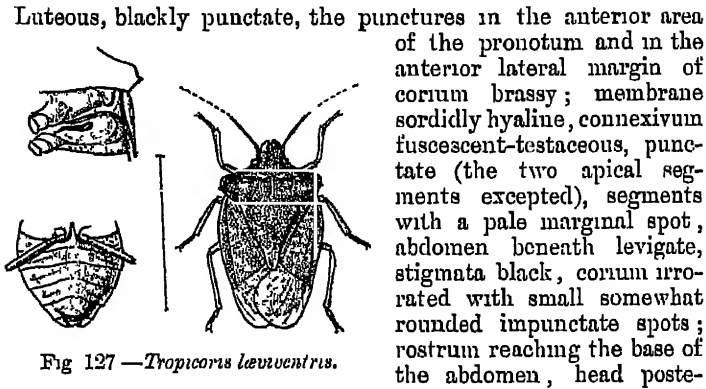 Luteous, blackly punctate, the punctures in the anterior area
of the pronotum and in the
anterior lateral margin of
corium brassy; membrane
sordidly hyaline, connexivum
fuscescent-testaceous, punc-
tate (the two apical seg-
ments excepted), segments
with a pale marginal spot,
abdomen beneath levigate,
stigmata black, corium irro-
rated with small somewhat
rounded impunctate spots;
rostrum reaching the base of
the abdomen, head poste-
Fig 127 —Tropicoris læviventris.